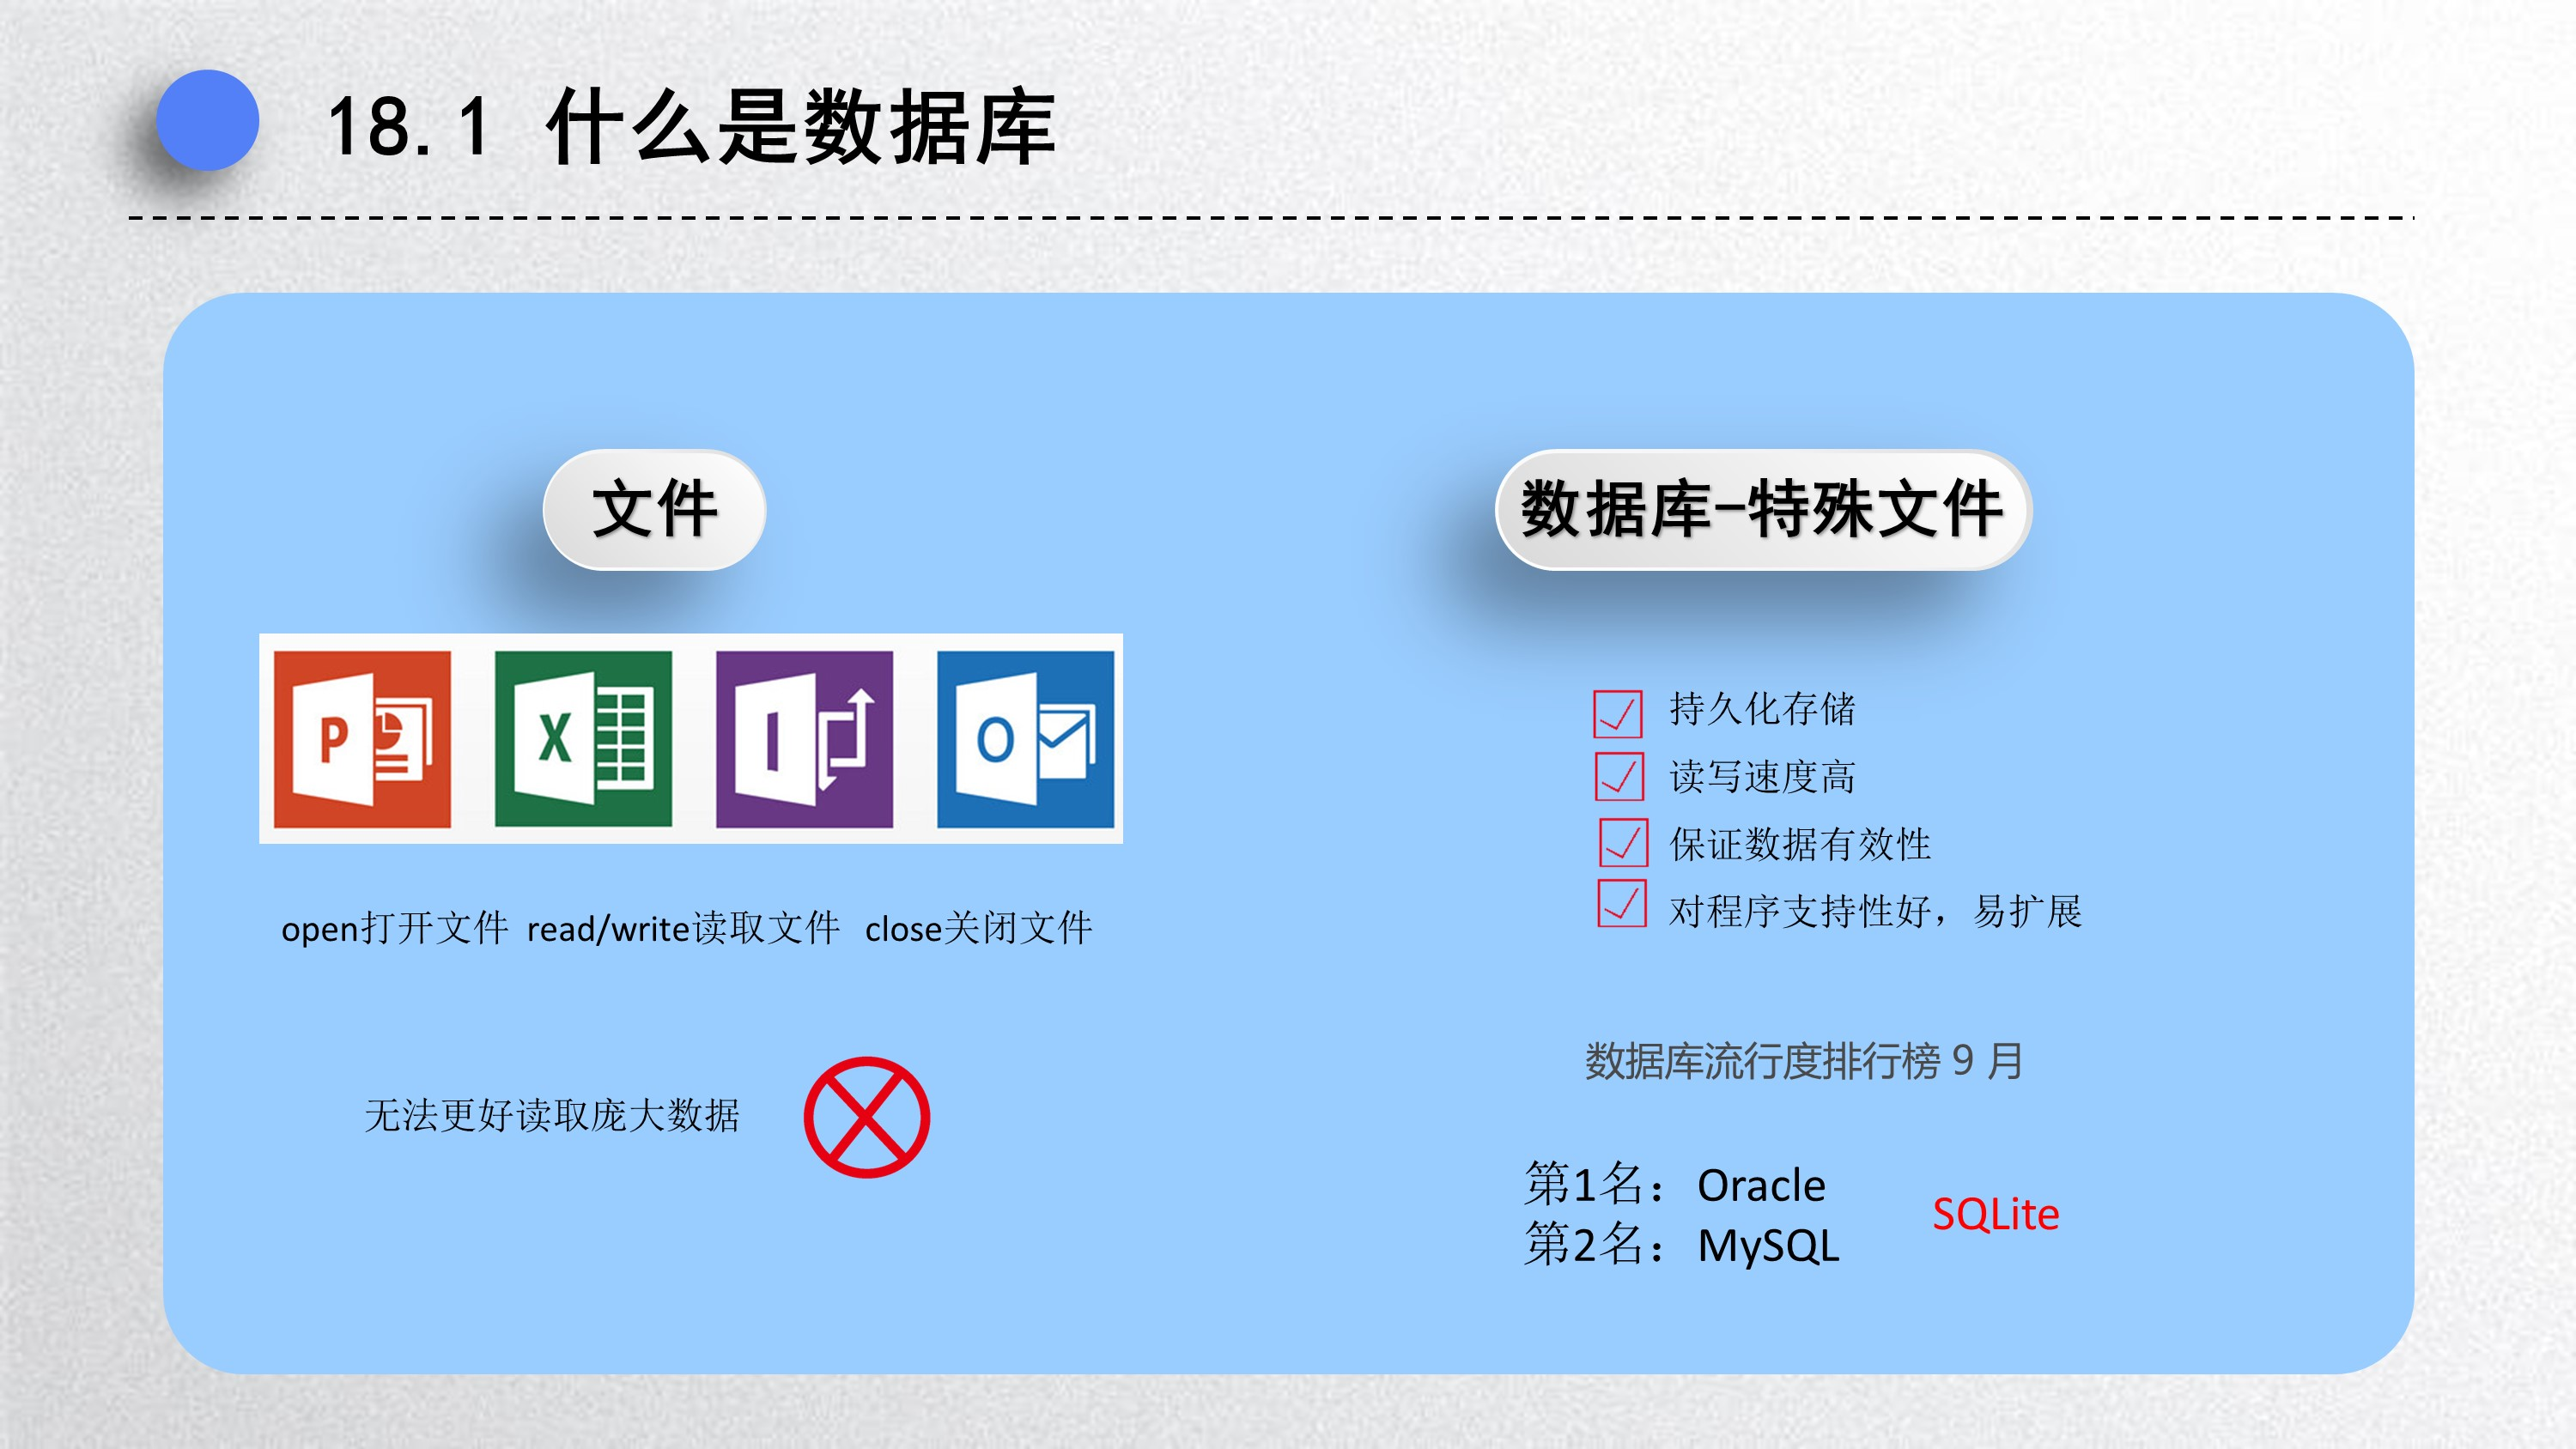 18.1 什么是数据库
文件
P X I O
open打开文件 read/write读取文件 close关闭文件
无法更好读取庞大数据
数据库-特殊文件
持久化存储
读写速度高
保证数据有效性
对程序支持性好，易扩展
数据库流行度排行榜 9 月
第1名：Oracle
第2名：MySQL
SQLite